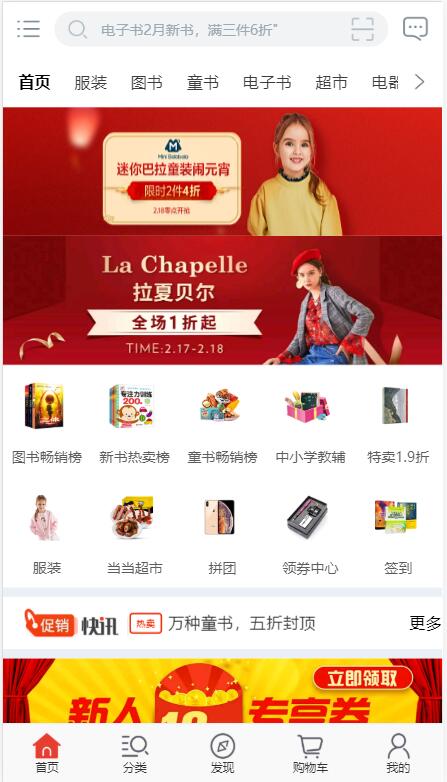 电子书2月新书，满三件6折"
首页 服装 图书 童书 电子书 超市 电器
Mini Balabala
迷你巴拉童装闹元宵
限时2件4折
2.18零点开抢
La Chapelle
拉夏贝尔
全场1折起
TIME:2.17-2.18
图书畅销榜 新书热卖榜 童书畅销榜 中小学教辅 特卖1.9折
专注力训练
200
服装 当当超市 拼团 领券中心 签到
促销 快讯 热卖 万种童书，五折封顶 更多
立即领取
新人 专享券
首页 分类 发现 购物车 我的